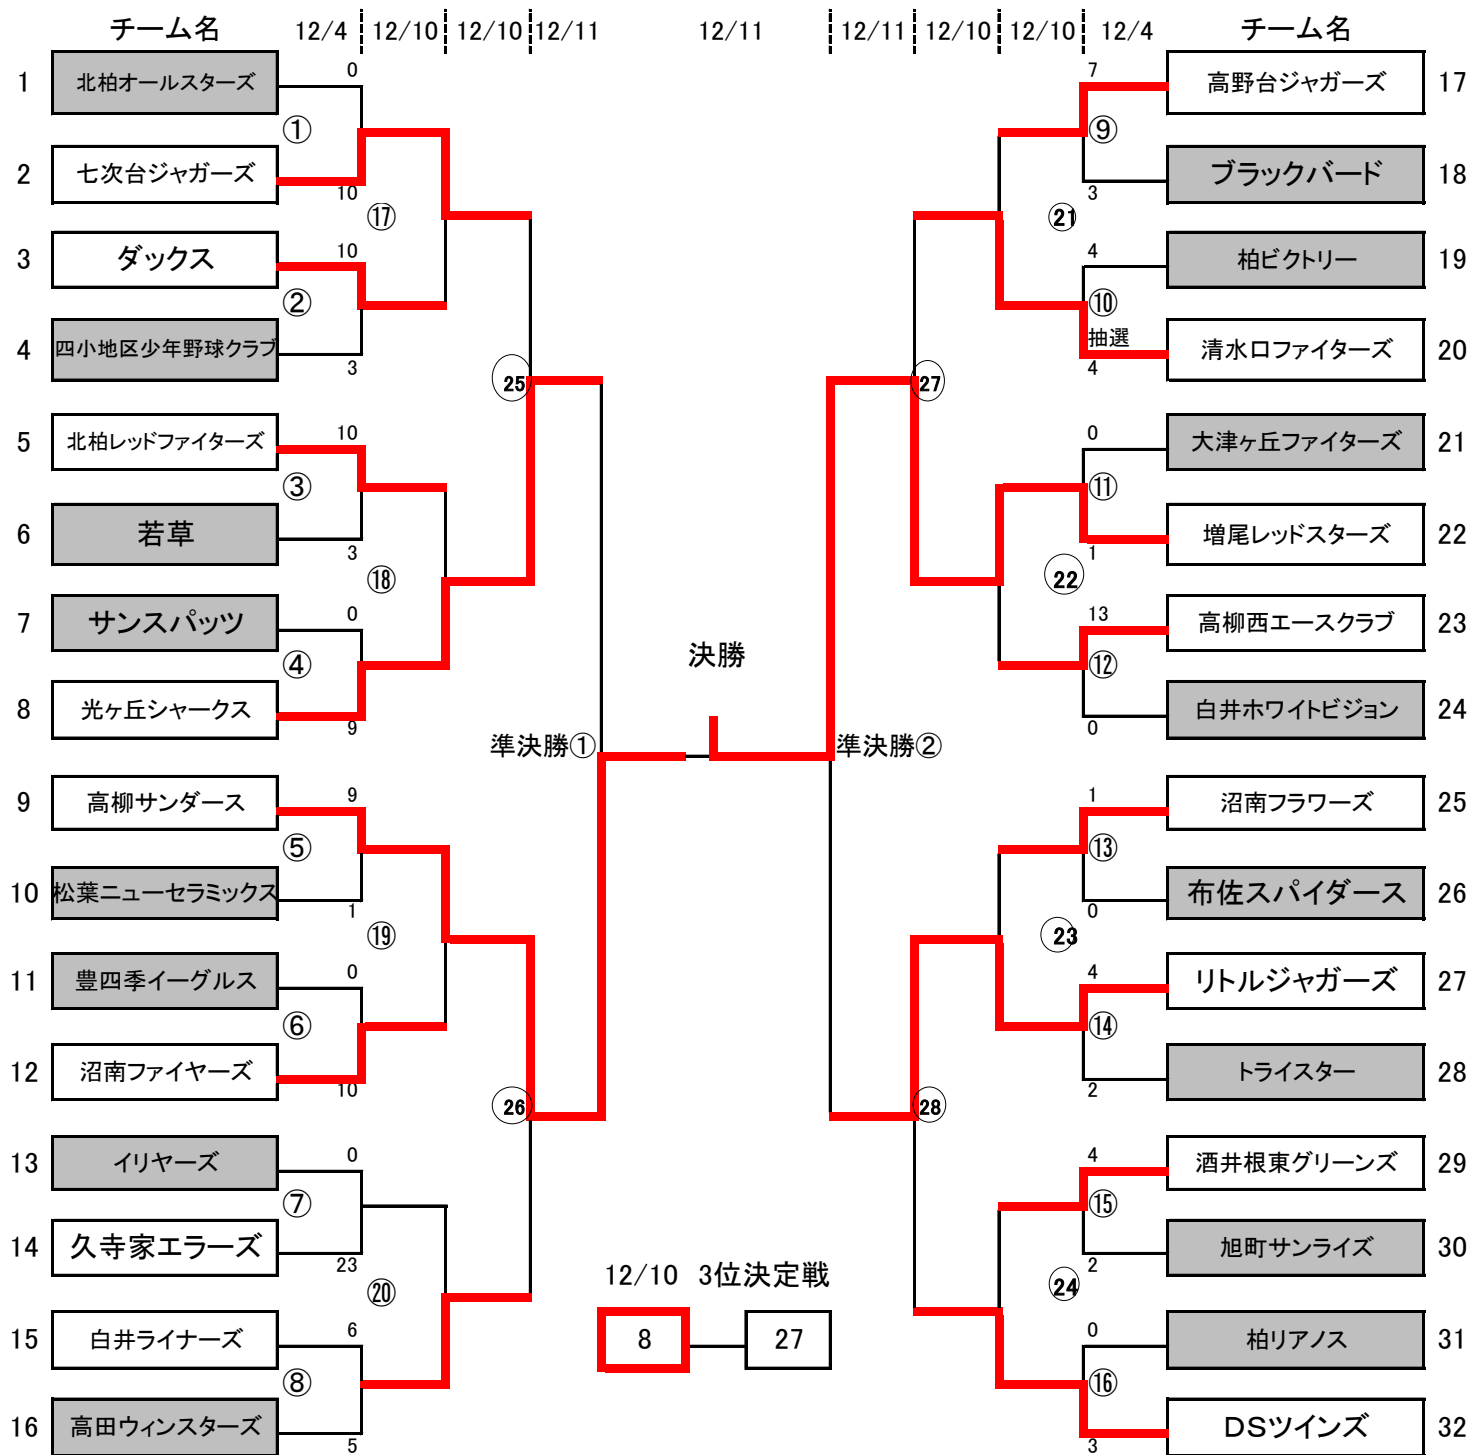 チーム名 12/4 12/10 12/10 12/11 12/11 12/11 12/10 12/10 12/4 チーム名
1 北柏オールスターズ 0
①
2 七次台ジャガーズ 10
⑰
3 ダックス 10
②
4 四小地区少年野球クラブ 3
25
5 北柏レッドファイターズ 10
③
6 若草 3
⑱
7 サンスパッツ 0
④
8 光ヶ丘シャークス 9
準決勝①
9 高柳サンダース 9
⑤
10 松葉ニューセラミックス 1
⑲
11 豊四季イーグルス 0
⑥
12 沼南ファイヤーズ 10
26
13 イリヤーズ 0
⑦
14 久寺家エラーズ 23
⑳
15 白井ライナーズ 6
⑧
16 高田ウィンスターズ 5
決勝
12/10 3位決定戦
8 27
7 高野台ジャガーズ 17
⑨
3 ブラックバード 18
21
4 柏ビクトリー 19
⑩
抽選
4 清水口ファイターズ 20
27
0 大津ヶ丘ファイターズ 21
⑪
1 増尾レッドスターズ 22
22
13 高柳西エースクラブ 23
⑫
0 白井ホワイトビジョン 24
準決勝②
1 沼南フラワーズ 25
⑬
0 布佐スパイダース 26
23
4 リトルジャガーズ 27
⑭
2 トライスター 28
28
4 酒井根東グリーンズ 29
⑮
2 旭町サンライズ 30
24
0 柏リアノス 31
⑯
3 DSツインズ 32